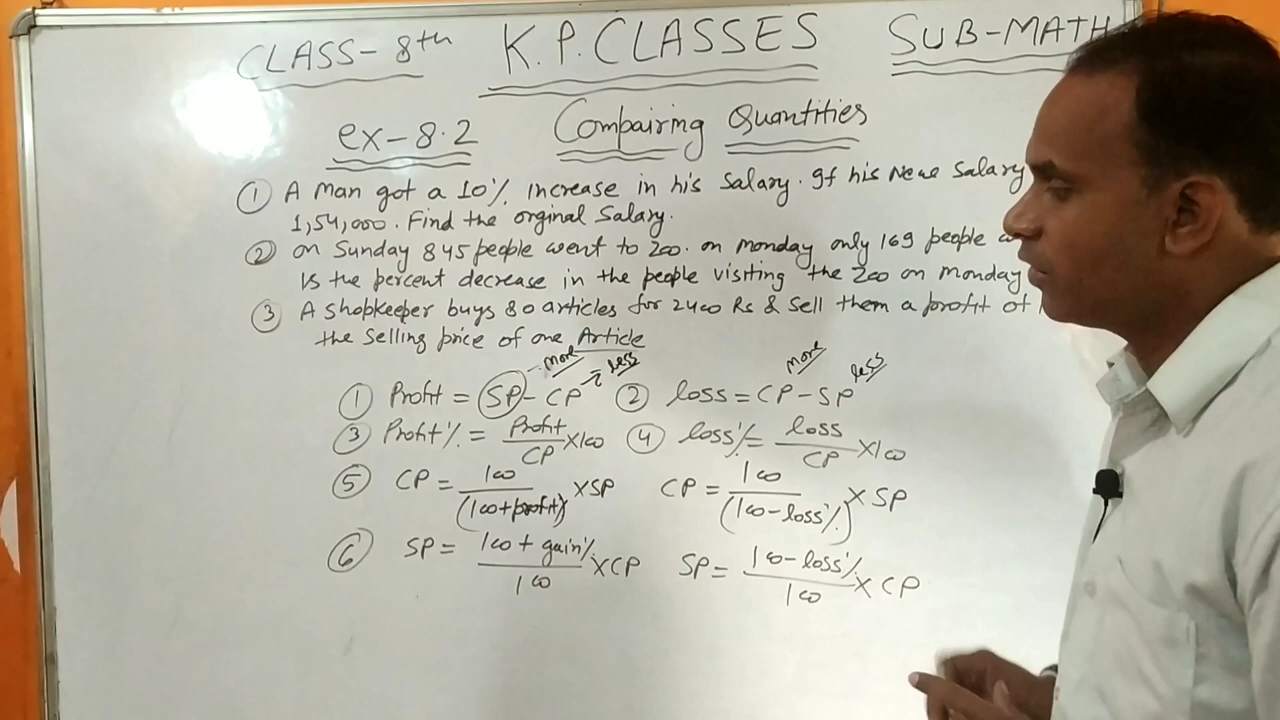 CLASS-8th K.P.CLASSES SUB-MATH
ex-8.2 Compairing Quantities
① A Man got a 10% increase in his Salary. If his New Salary
1,54,000. Find the orginal Salary.
② on Sunday 845 people went to zoo. on monday only 169 people
Is the percent decrease in the people visiting the zoo on monday
③ A shopkeeper buys 80 articles for 2400 Rs & sell them a profit of
the selling price of one Article
① Profit = SP - CP more less ② loss = CP - SP more less
③ Profit% = Profit/CP × 100 ④ loss% = loss/CP × 100
⑤ CP = 100/(100+profit%) × SP CP = 100/(100-loss%) × SP
⑥ SP = 100+gain%/100 × CP SP = 100-loss%/100 × CP